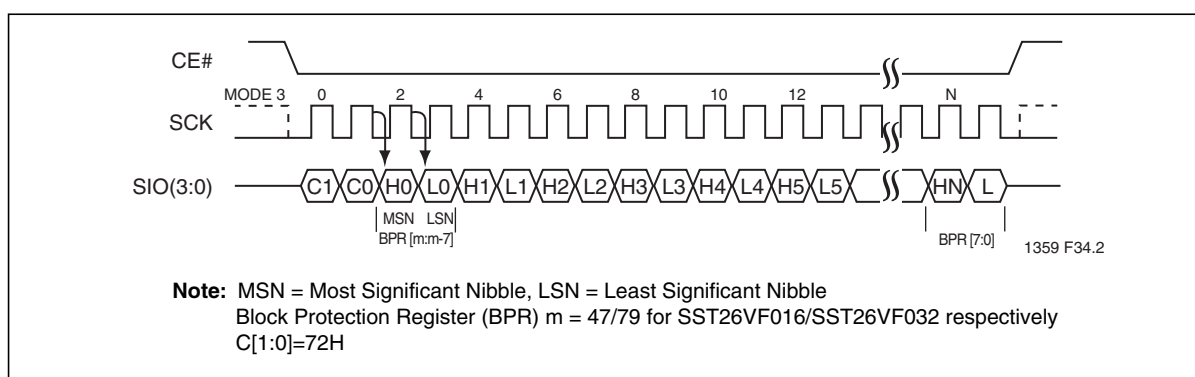 CE#
MODE 3 0 2 4 6 8 10 12 N
SCK
SIO(3:0) C1 C0 H0 L0 H1 L1 H2 L2 H3 L3 H4 L4 H5 L5 HN L
MSN LSN
BPR [m:m-7] BPR [7:0]
1359 F34.2
Note: MSN = Most Significant Nibble, LSN = Least Significant Nibble
Block Protection Register (BPR) m = 47/79 for SST26VF016/SST26VF032 respectively
C[1:0]=72H